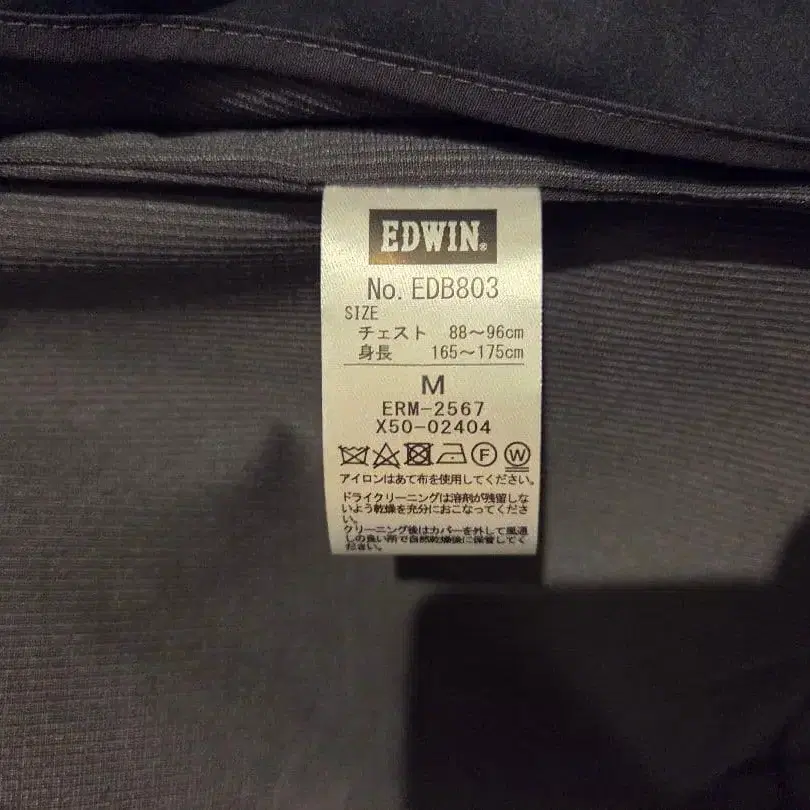 EDWIN®
No. EDB803
SIZE
チェスト 88～96cm
身長 165～175cm
M
ERM-2567
X50-02404
F W
アイロンはあて布を使用してください。
ドライクリーニングは溶剤が残留しな
いよう乾燥を充分におこなってくださ
い。
クリーニング後はカバーを外して風通
しの良い所で自然乾燥後に保管してく
ださい。